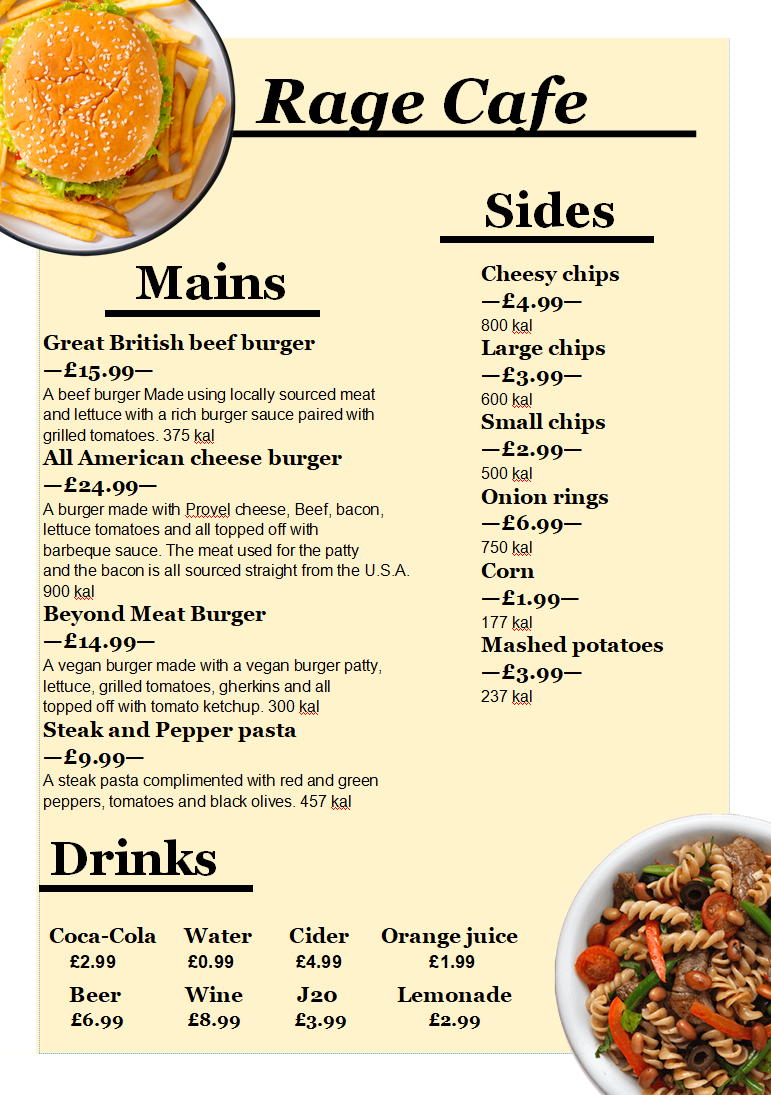 Rage Cafe
Sides
Cheesy chips
—£4.99—
800 kal
Large chips
—£3.99—
600 kal
Small chips
—£2.99—
500 kal
Onion rings
—£6.99—
750 kal
Corn
—£1.99—
177 kal
Mashed potatoes
—£3.99—
237 kal
Mains
Great British beef burger
—£15.99—
A beef burger Made using locally sourced meat
and lettuce with a rich burger sauce paired with
grilled tomatoes. 375 kal
All American cheese burger
—£24.99—
A burger made with Provel cheese, Beef, bacon,
lettuce tomatoes and all topped off with
barbeque sauce. The meat used for the patty
and the bacon is all sourced straight from the U.S.A.
900 kal
Beyond Meat Burger
—£14.99—
A vegan burger made with a vegan burger patty,
lettuce, grilled tomatoes, gherkins and all
topped off with tomato ketchup. 300 kal
Steak and Pepper pasta
—£9.99—
A steak pasta complimented with red and green
peppers, tomatoes and black olives. 457 kal
Drinks
Coca-Cola Water Cider Orange juice
£2.99 £0.99 £4.99 £1.99
Beer Wine J20 Lemonade
£6.99 £8.99 £3.99 £2.99